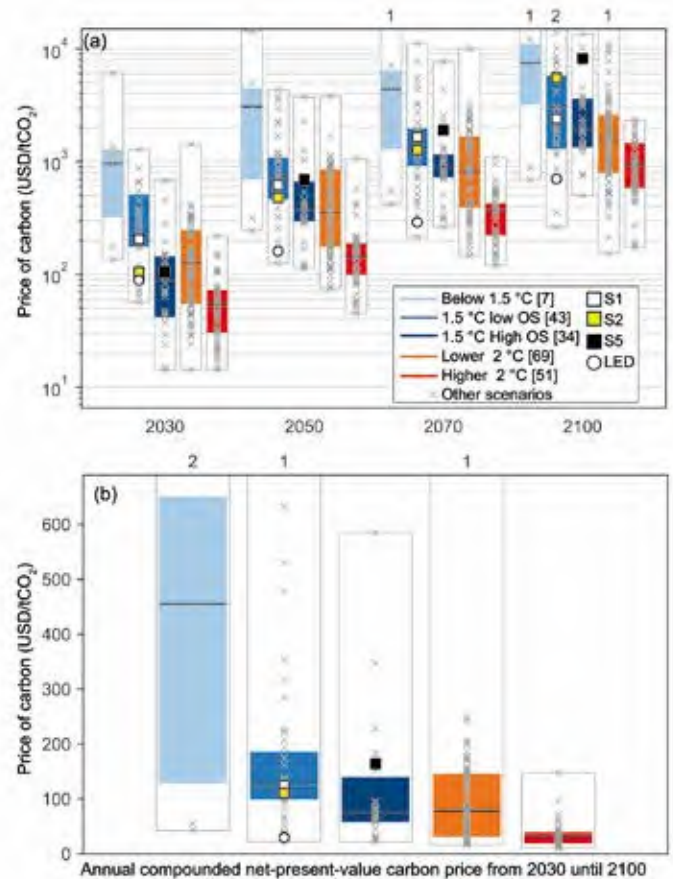 1
1 2 1
(a)
Price of carbon (USD/tCO₂)
10⁴
10³
10²
10¹
Below 1.5 °C [7]
1.5 °C low OS [43]
1.5 °C High OS [34]
Lower 2 °C [69]
Higher 2 °C [51]
Other scenarios
S1
S2
S5
LED
2030 2050 2070 2100
2 1 1
(b)
Price of carbon (USD/tCO₂)
600
500
400
300
200
100
0
Annual compounded net-present-value carbon price from 2030 until 2100